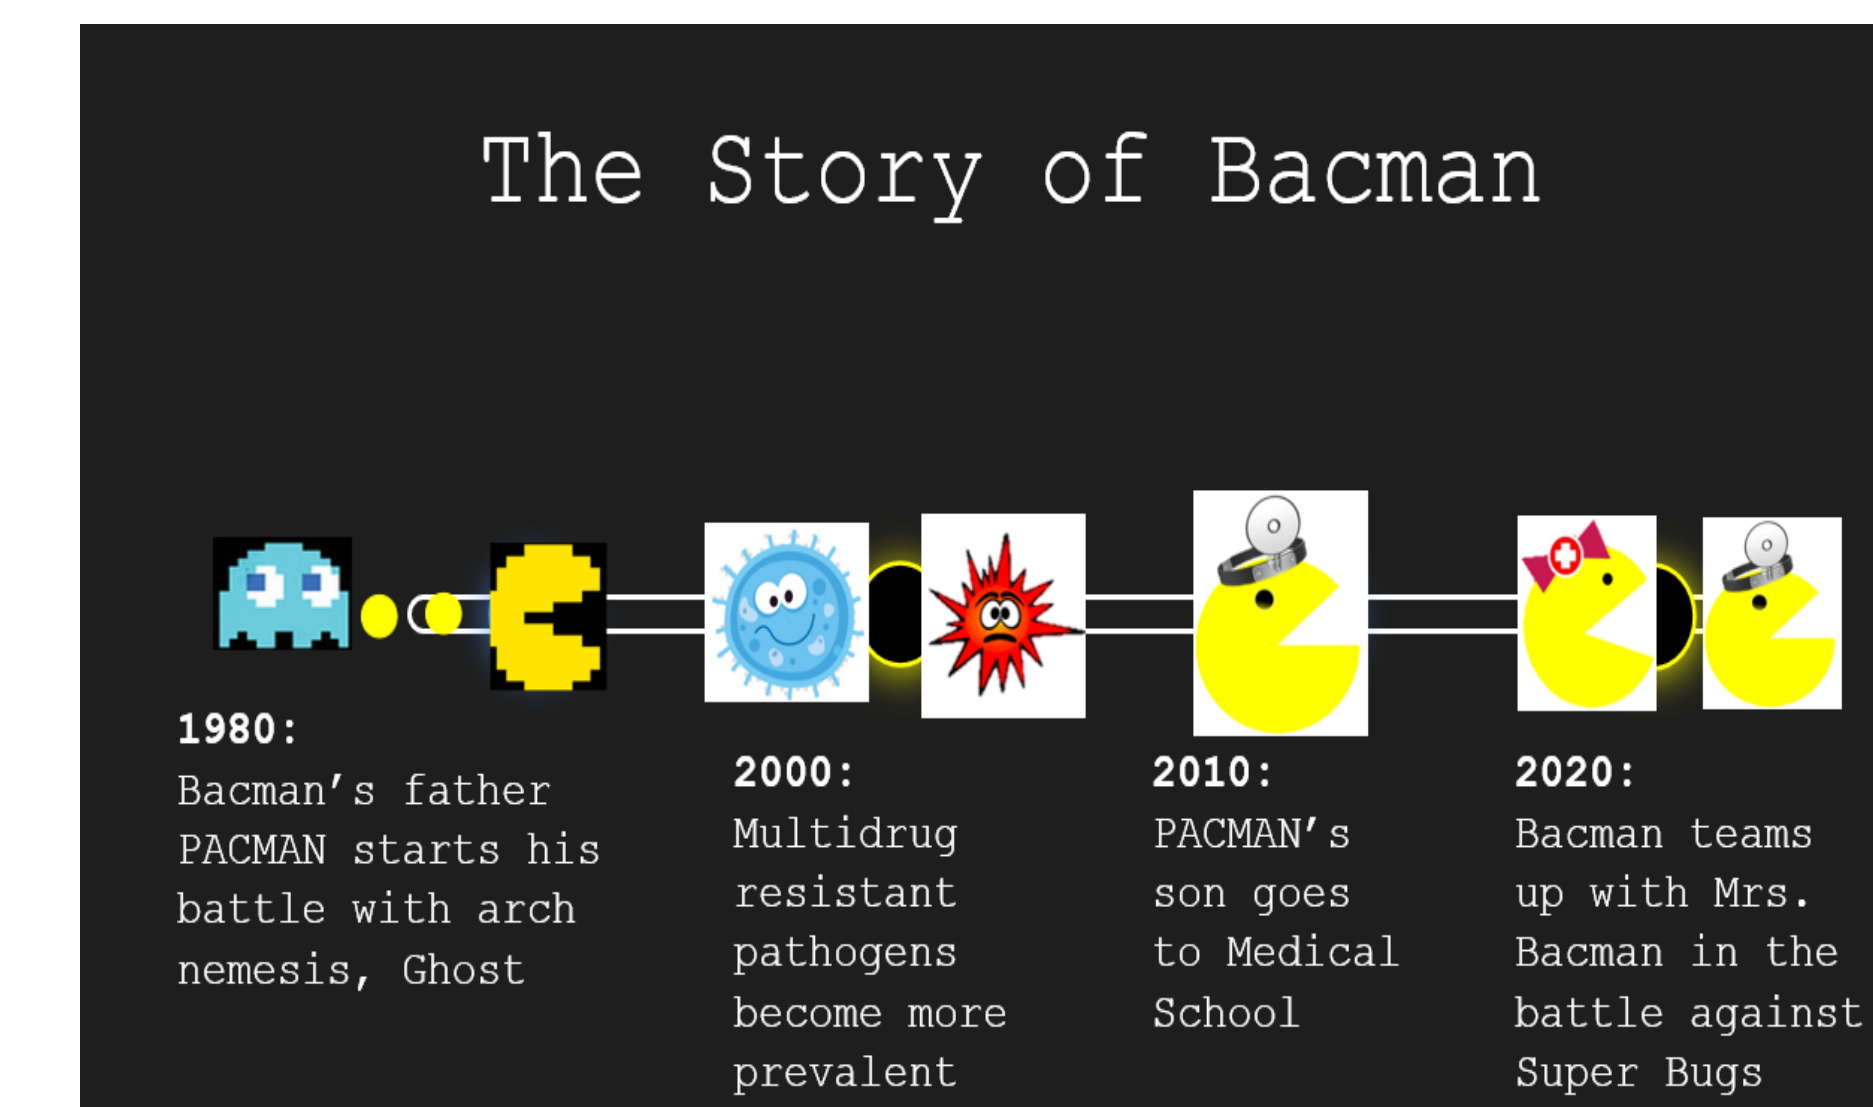 The Story of Bacman
1980:
Bacman’s father
PACMAN starts his
battle with arch
nemesis, Ghost
2000:
Multidrug
resistant
pathogens
become more
prevalent
2010:
PACMAN’s
son goes
to Medical
School
2020:
Bacman teams
up with Mrs.
Bacman in the
battle against
Super Bugs